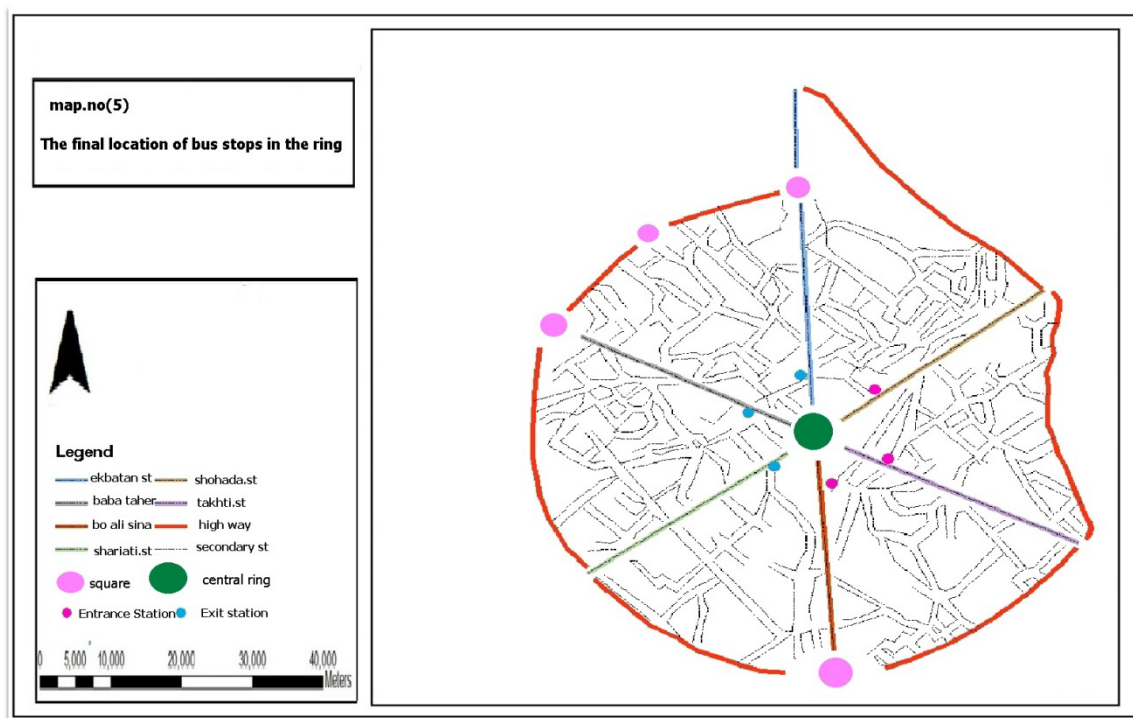 map.no(5)
The final location of bus stops in the ring
Legend
ekbatan st shohada.st
baba taher takhti.st
bo ali sina high way
shariati.st secondary st
square central ring
Entrance Station Exit station
0 5,000 10,000 20,000 30,000 40,000
Meters